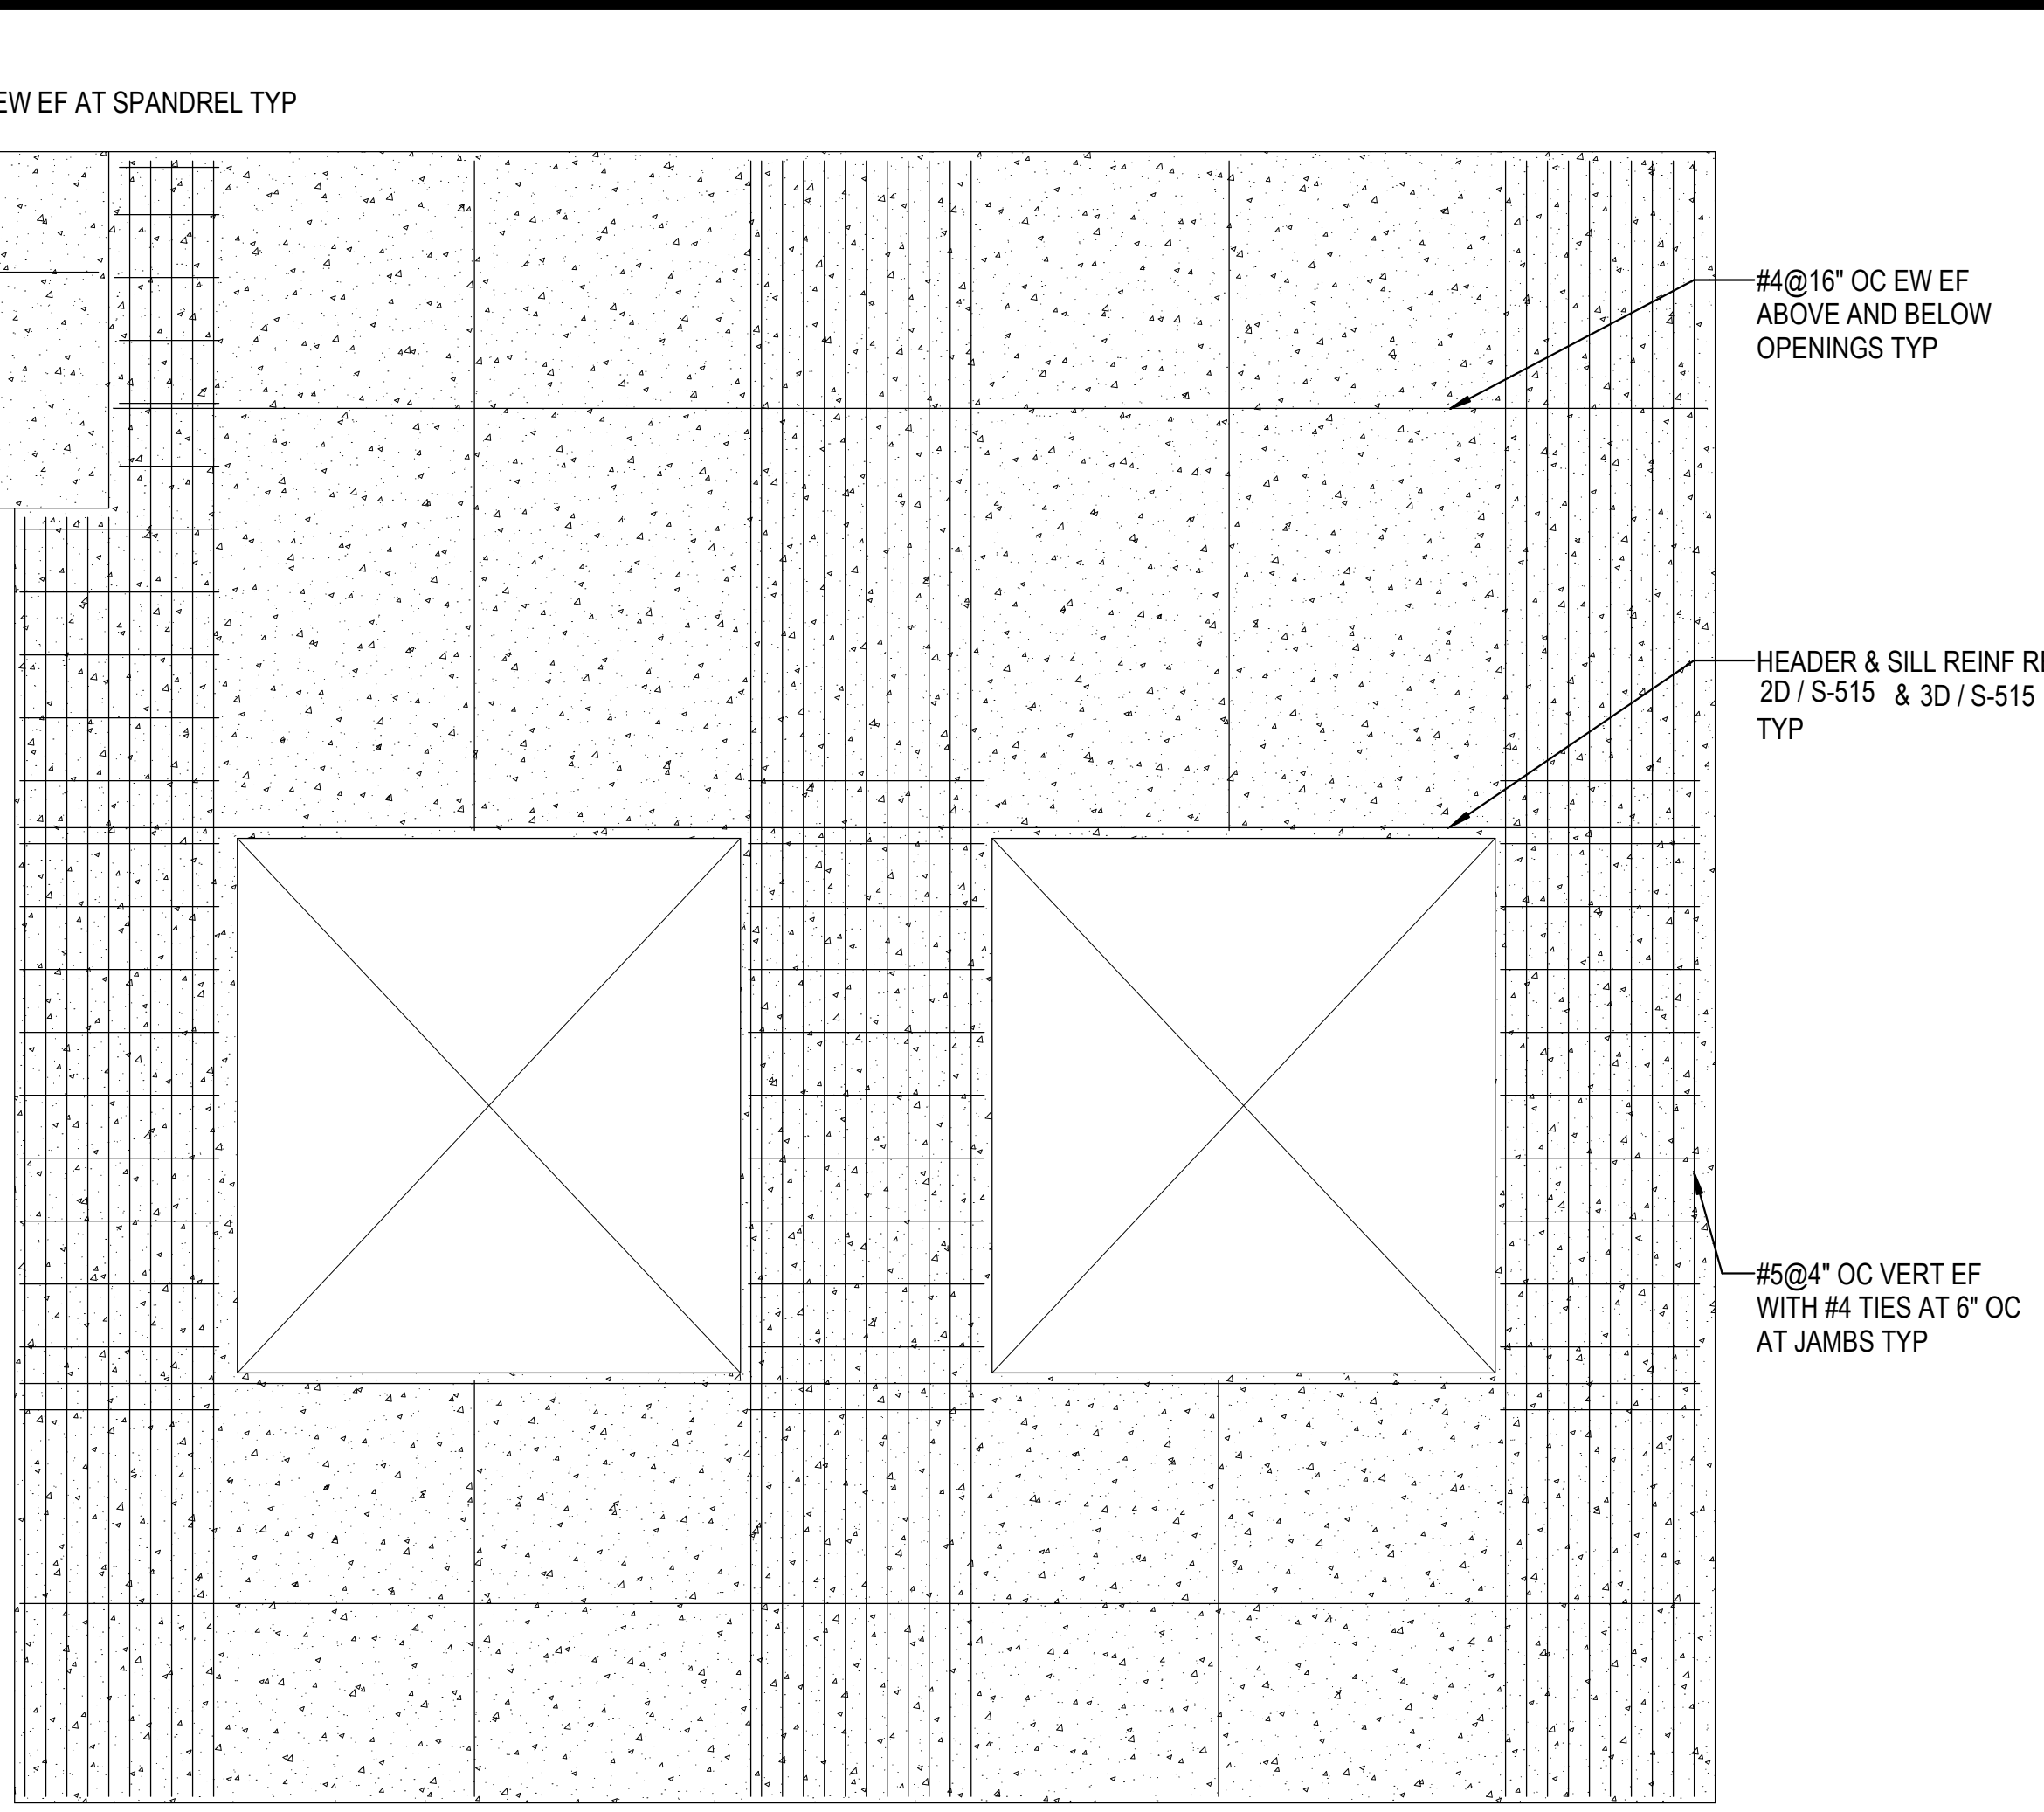 EW EF AT SPANDREL TYP
#4@16" OC EW EF
ABOVE AND BELOW
OPENINGS TYP
HEADER & SILL REINF
2D / S-515 & 3D / S-515
TYP
#5@4" OC VERT EF
WITH #4 TIES AT 6" OC
AT JAMBS TYP